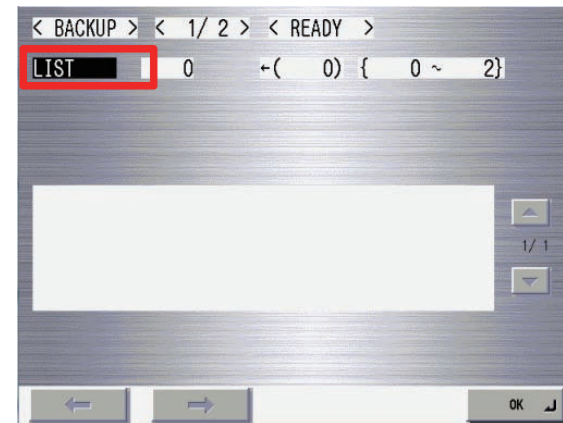 < BACKUP > < 1/ 2 > < READY >
LIST 0 ←( 0) { 0 ~ 2}
1/ 1
OK